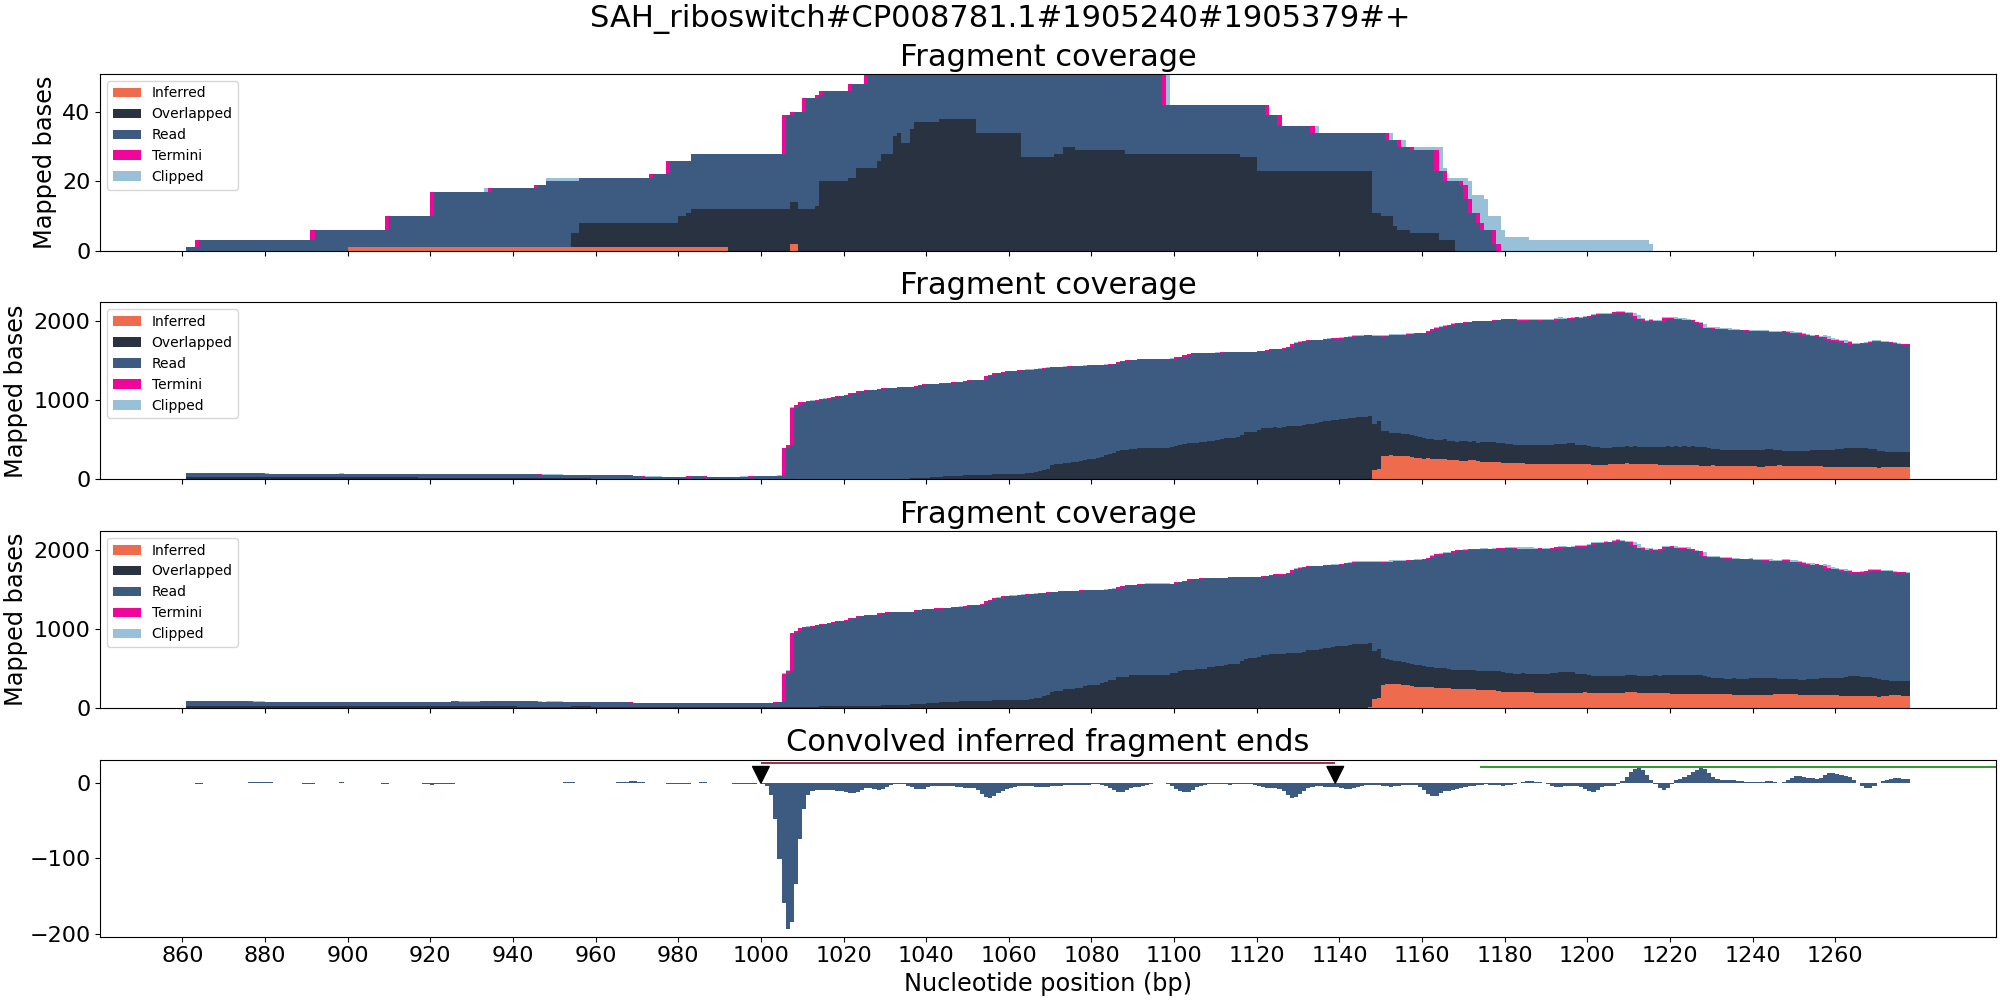 SAH_riboswitch#CP008781.1#1905240#1905379#+
Fragment coverage
Mapped bases
40
20
0
Inferred
Overlapped
Read
Termini
Clipped
Fragment coverage
Mapped bases
2000
1000
0
Inferred
Overlapped
Read
Termini
Clipped
Fragment coverage
Mapped bases
2000
1000
0
Inferred
Overlapped
Read
Termini
Clipped
Convolved inferred fragment ends
0
−100
−200
860 880 900 920 940 960 980 1000 1020 1040 1060 1080 1100 1120 1140 1160 1180 1200 1220 1240 1260
Nucleotide position (bp)